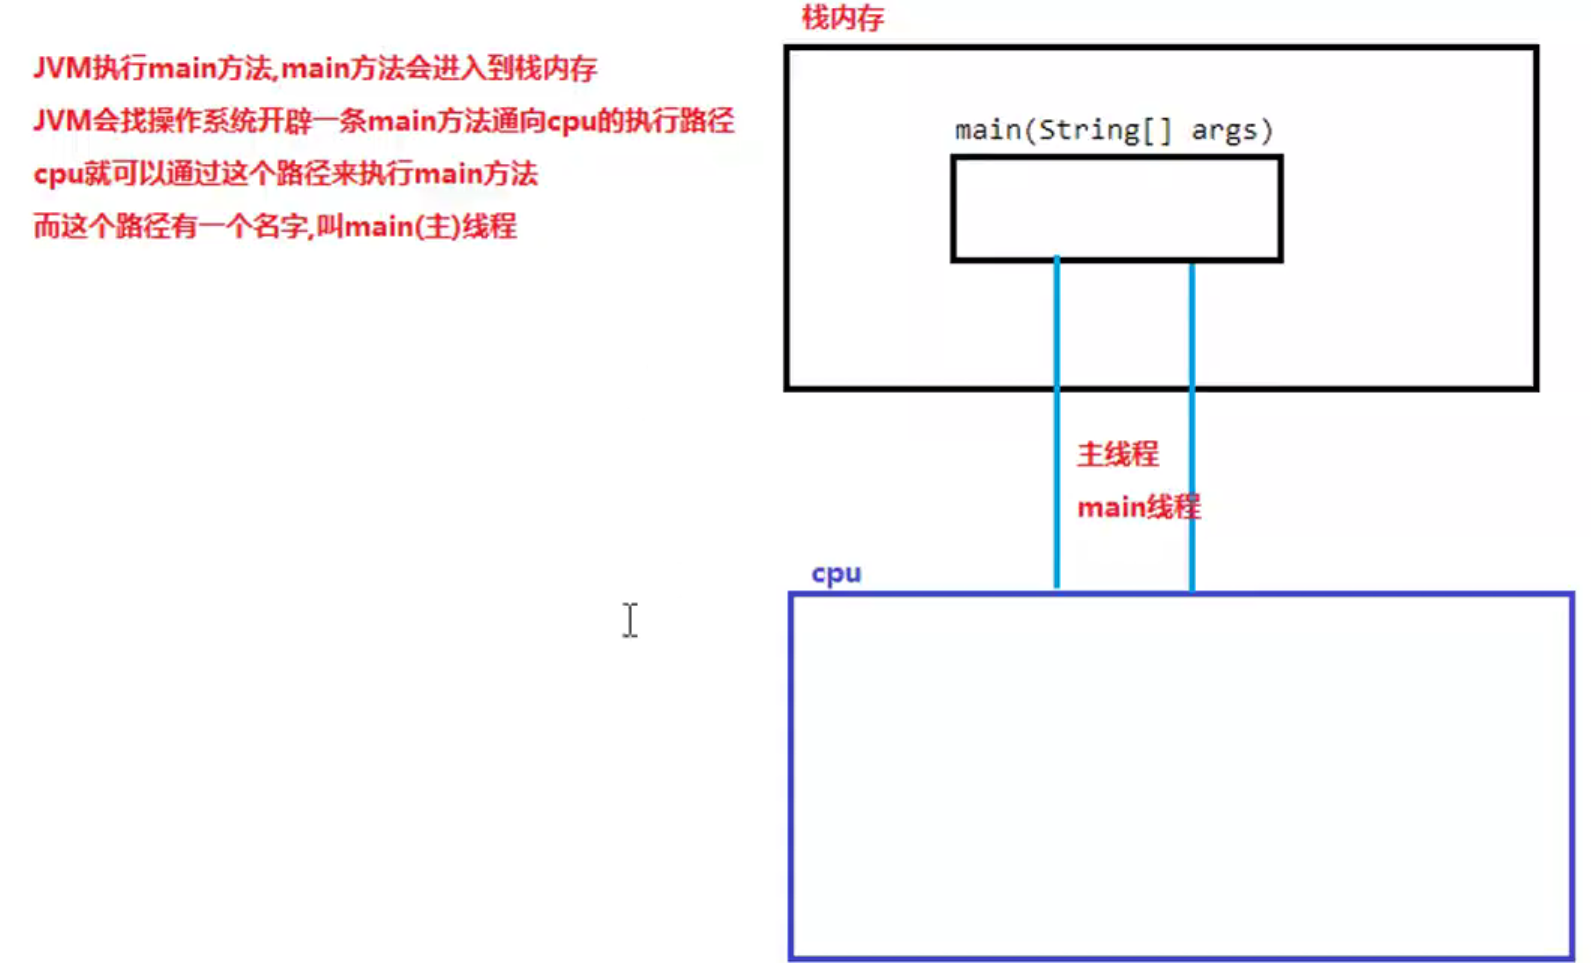 栈内存
JVM执行main方法,main方法会进入到栈内存
JVM会找操作系统开辟一条main方法通向cpu的执行路径
cpu就可以通过这个路径来执行main方法
而这个路径有一个名字,叫main(主)线程
main(String[] args)
主线程
main线程
cpu